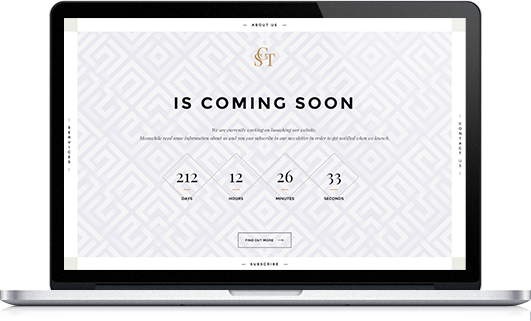 — ABOUT US —
SGT
IS COMING SOON
We are currently working on launching our website.
Meanwhile read some information about us and you can subscribe in our newsletter in order to get notified when we launch.
SERVICES —
CONTACT US —
212 12 26 33
DAYS HOURS MINUTES SECONDS
FIND OUT MORE →
— SUBSCRIBE —